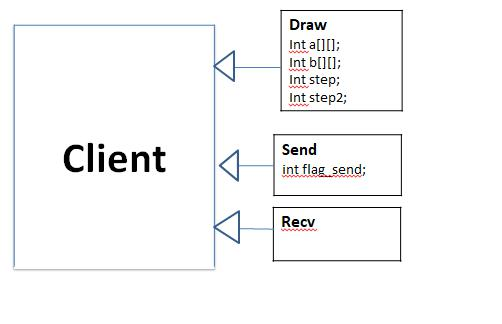 Client
Draw
Int a[][];
Int b[][];
Int step;
Int step2;
Send
int flag_send;
Recv